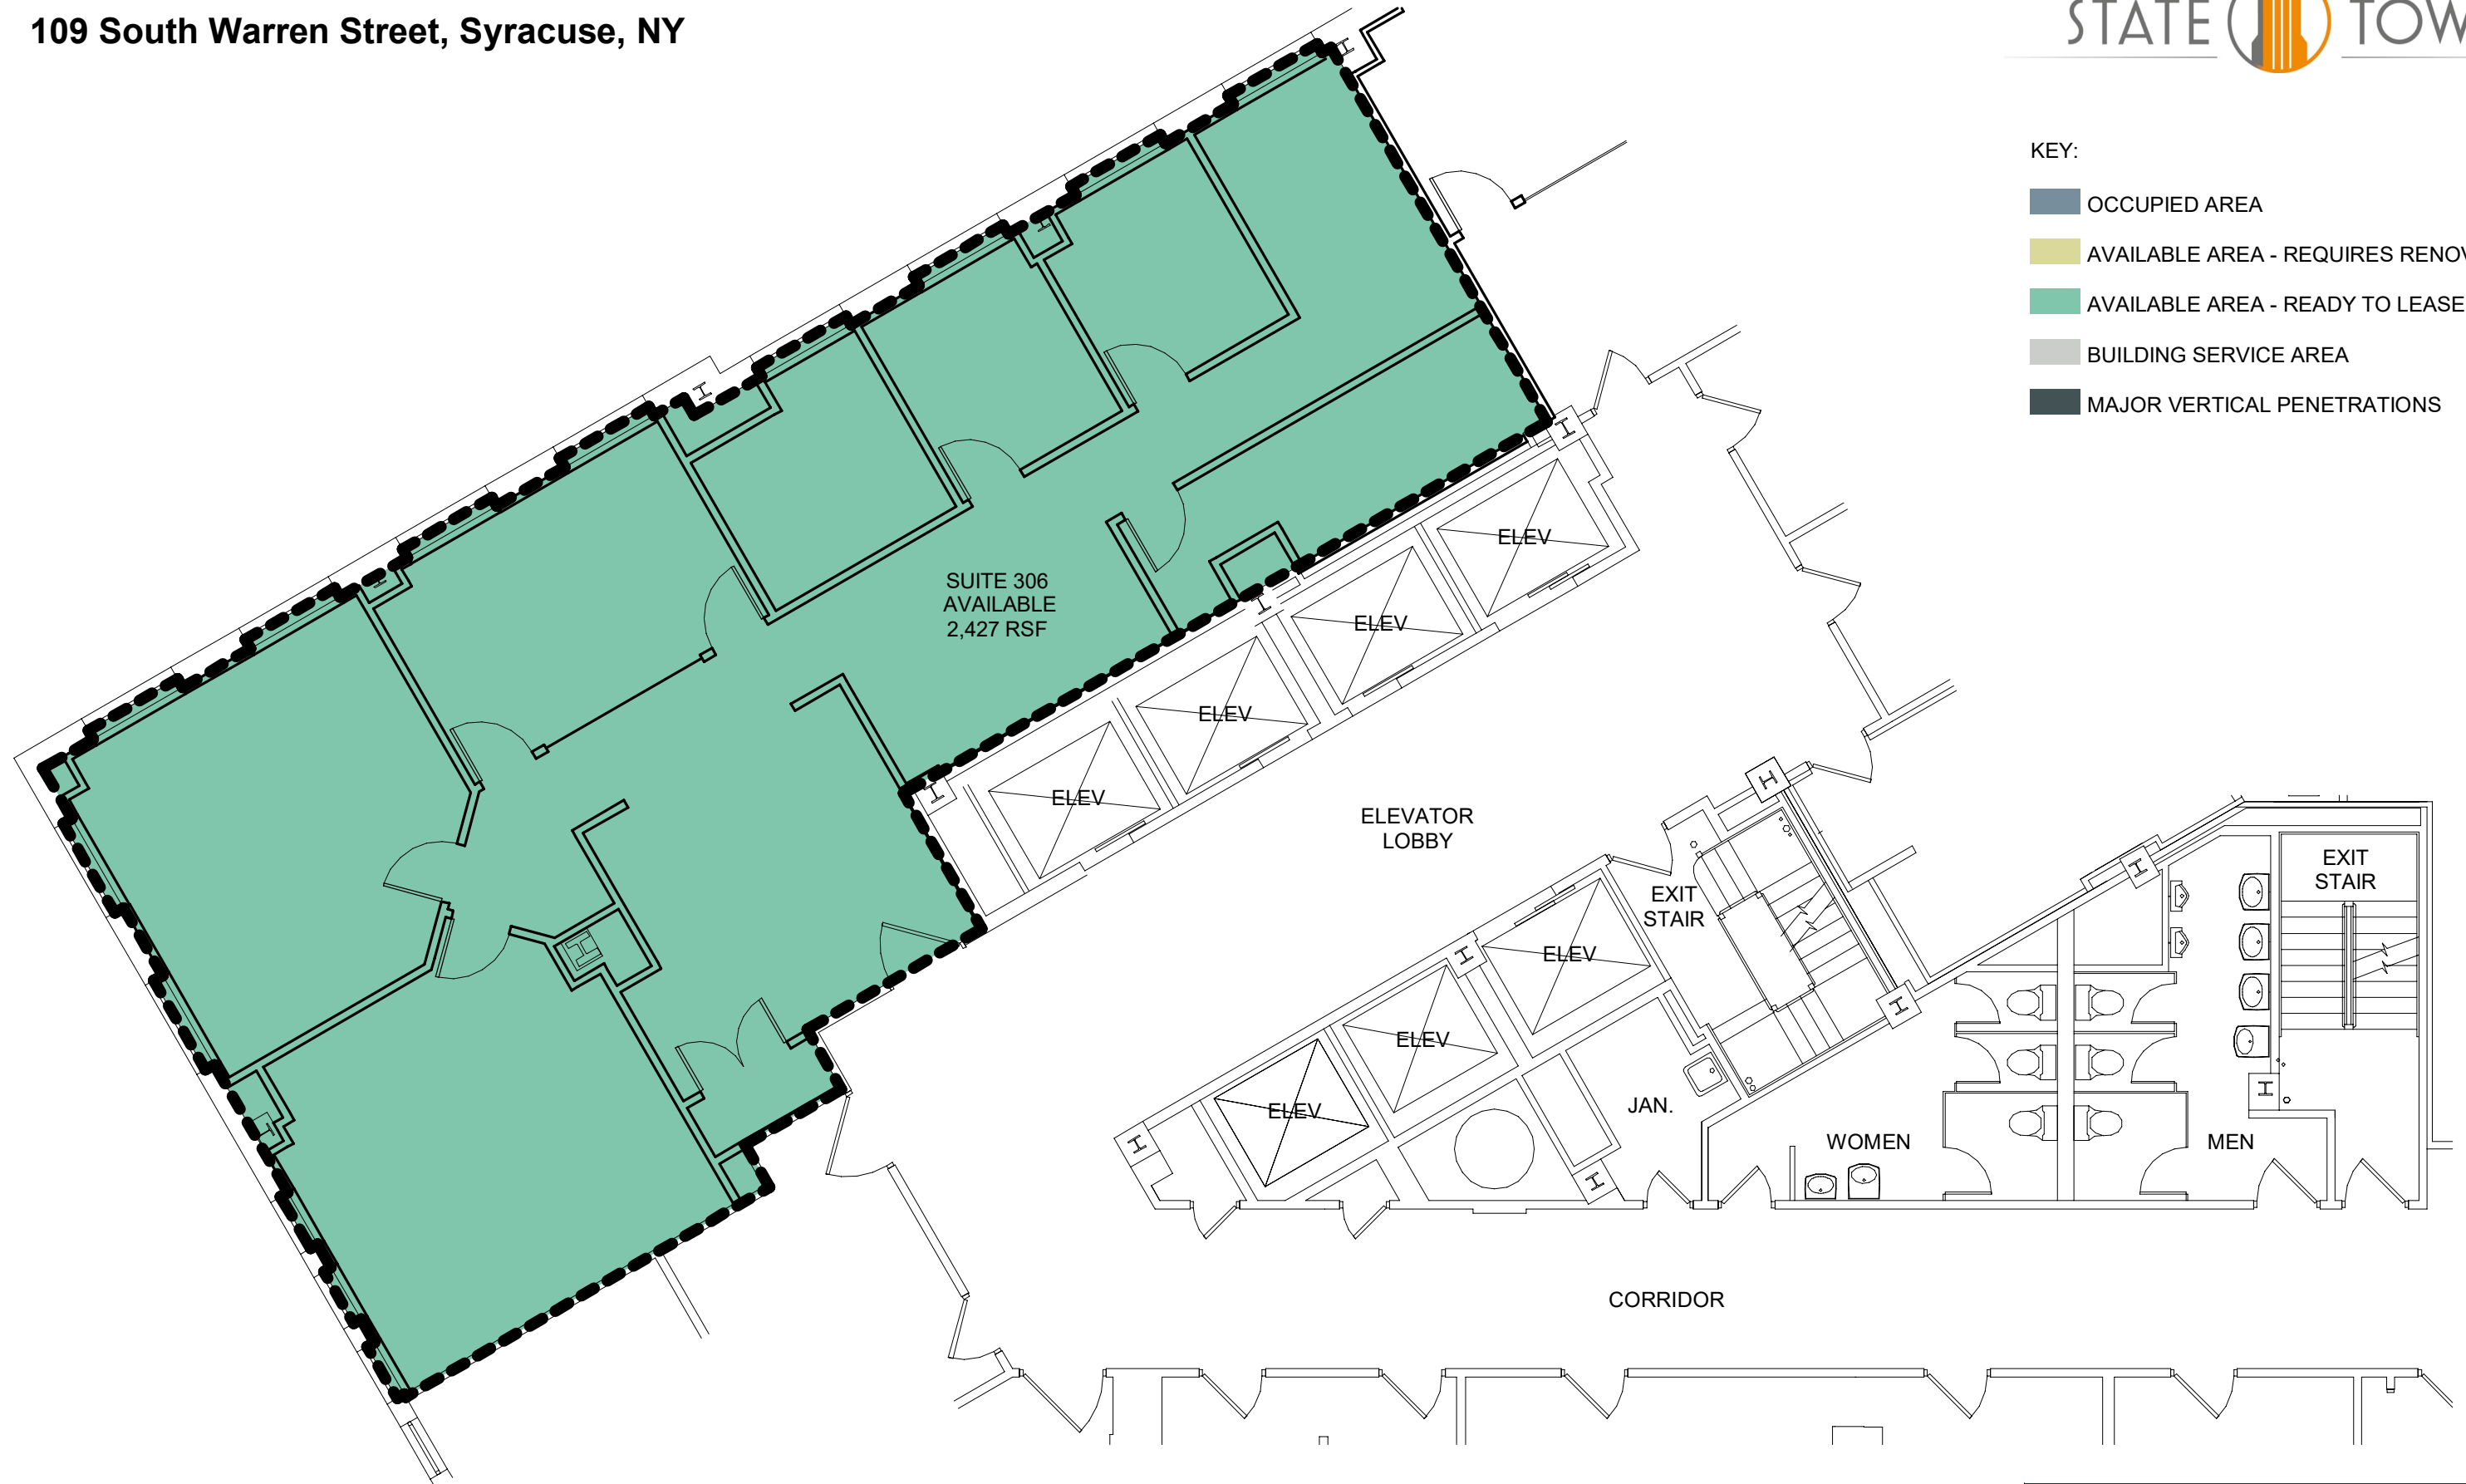 109 South Warren Street, Syracuse, NY
STATE
KEY:
OCCUPIED AREA
AVAILABLE AREA - REQUIRES
AVAILABLE AREA - READY TO LEASE
BUILDING SERVICE AREA
MAJOR VERTICAL PENETRATIONS
SUITE 306
AVAILABLE
2,427 RSF
ELEV
ELEV
ELEV
ELEV
ELEVATOR
LOBBY
EXIT
STAIR
EXIT
STAIR
ELEV
ELEV
ELEV
JAN.
WOMEN
MEN
CORRIDOR